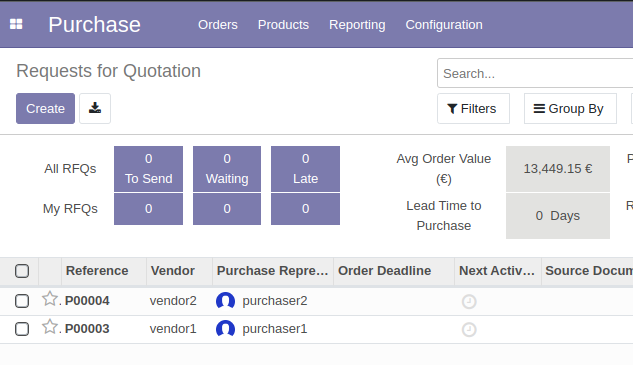 Purchase Orders Products Reporting Configuration
Requests for Quotation
Search...
Create Filters Group By
All RFQs 0 To Send 0 Waiting 0 Late
My RFQs 0 0 0
Avg Order Value (€) 13,449.15 €
Lead Time to Purchase 0 Days
Reference Vendor Purchase Repre... Order Deadline Next Activ... Source Docum
P00004 vendor2 purchaser2
P00003 vendor1 purchaser1